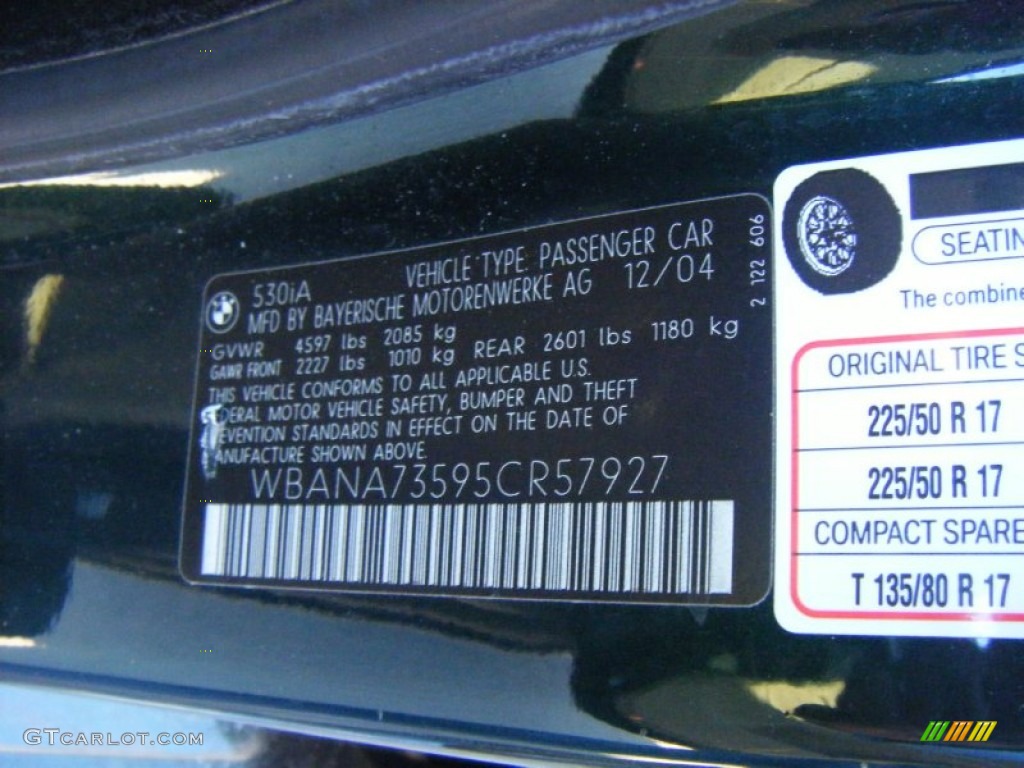 530iA VEHICLE TYPE PASSENGER CAR
MFD BY BAYERISCHE MOTORENWERKE AG 12/04
GVWR 4597 lbs 2085 kg
GAWR FRONT 2227 lbs 1010 kg REAR 2601 lbs 1180 kg
THIS VEHICLE CONFORMS TO ALL APPLICABLE U.S.
DERAL MOTOR VEHICLE SAFETY, BUMPER AND THEFT
EVENTION STANDARDS IN EFFECT ON THE DATE OF
ANUFACTURE SHOWN ABOVE.
WBANA73595CR57927
2 122 606
SEATIN
The combine
ORIGINAL TIRE S
225/50 R 17
225/50 R 17
COMPACT SPARE
T 135/80 R 17
GTCARLOT.COM